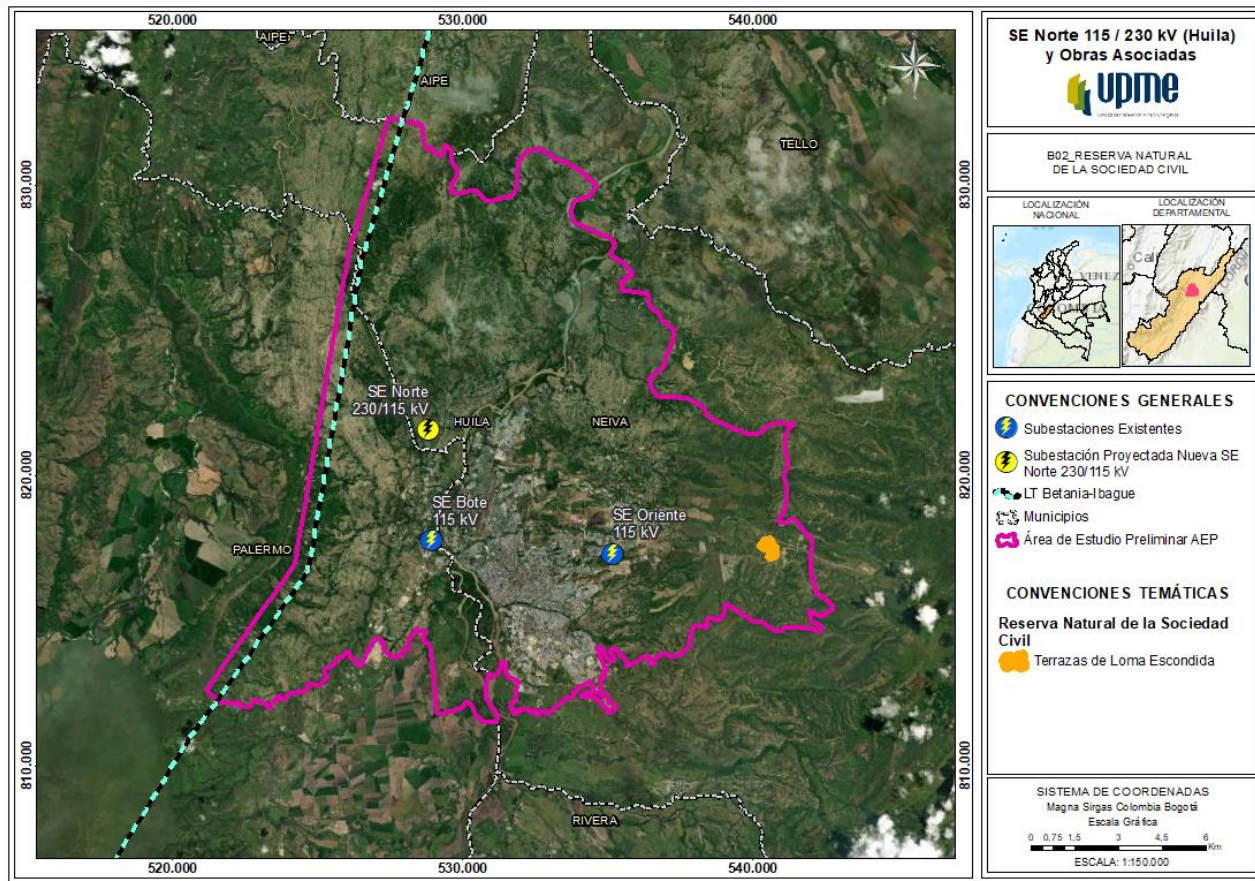 520.000
530.000
540.000
830.000
820.000
810.000
AIPE
AIPE
TELLO
SE Norte
230/115 kV
HUILA
NEIVA
SE Bote
115 kV
SE Oriente
115 kV
PALERMO
RIVERA
830.000
820.000
810.000
520.000
530.000
540.000
SE Norte 115 / 230 kV (Huila)
y Obras Asociadas
upme
B02_RESERVA NATURAL
DE LA SOCIEDAD CIVIL
LOCALIZACIÓN
NACIONAL
LOCALIZACIÓN
DEPARTAMENTAL
VENEZ
Cali
CONVENCIONES GENERALES
Subestaciones Existentes
Subestación Proyectada Nueva SE
Norte 230/115 kV
LT Betania-Ibague
Municipios
Área de Estudio Preliminar AEP
CONVENCIONES TEMÁTICAS
Reserva Natural de la Sociedad
Civil
Terrazas de Loma Escondida
SISTEMA DE COORDENADAS
Magna Sirgas Colombia Bogotá
Escala Gráfica
0 0,75 1,5 3 4,5 6
Km
ESCALA: 1:150.000